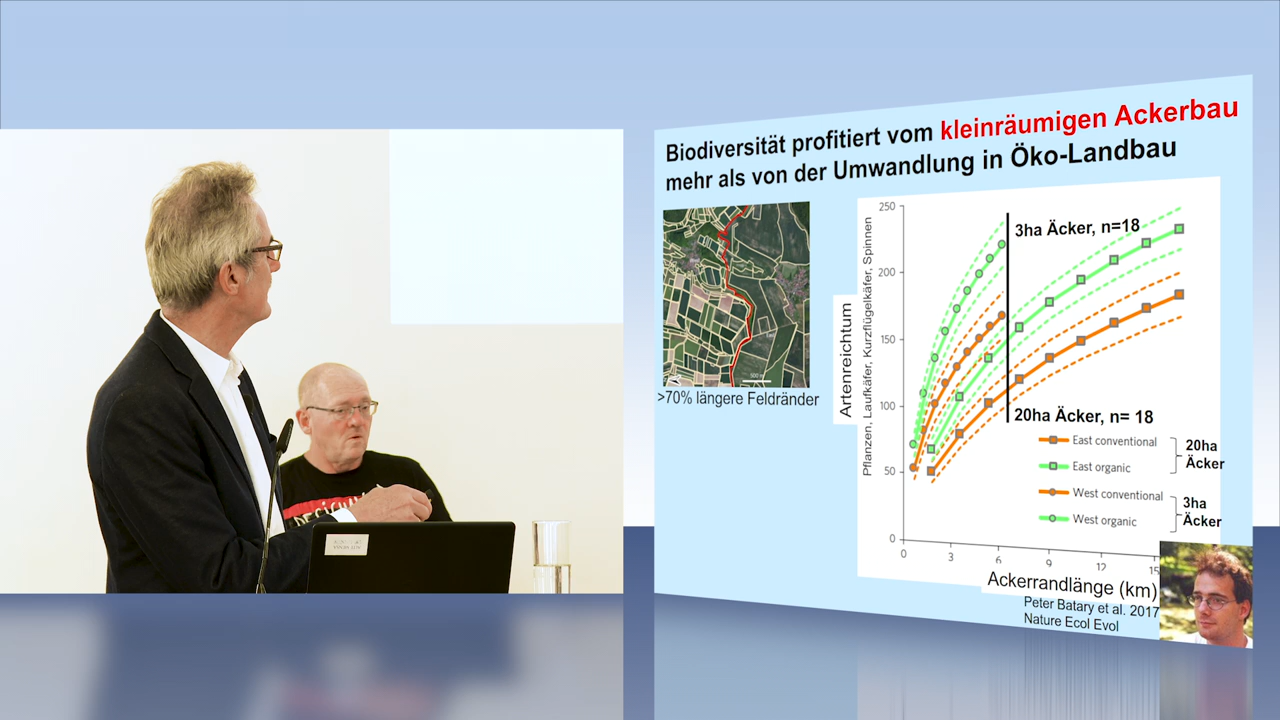 Biodiversität profitiert vom kleinräumigen Ackerbau
mehr als von der Umwandlung in Öko-Landbau
500 m
>70% längere Feldränder
Artenreichtum
Pflanzen, Laufkäfer, Kurzflügelkäfer, Spinnen
250
200
150
100
50
0
0 3 6 9 12 15
3ha Äcker, n=18
20ha Äcker, n= 18
East conventional
East organic
20ha
Äcker
West conventional
West organic
3ha
Äcker
Ackerrandlänge (km)
Peter Batary et al. 2017
Nature Ecol Evol